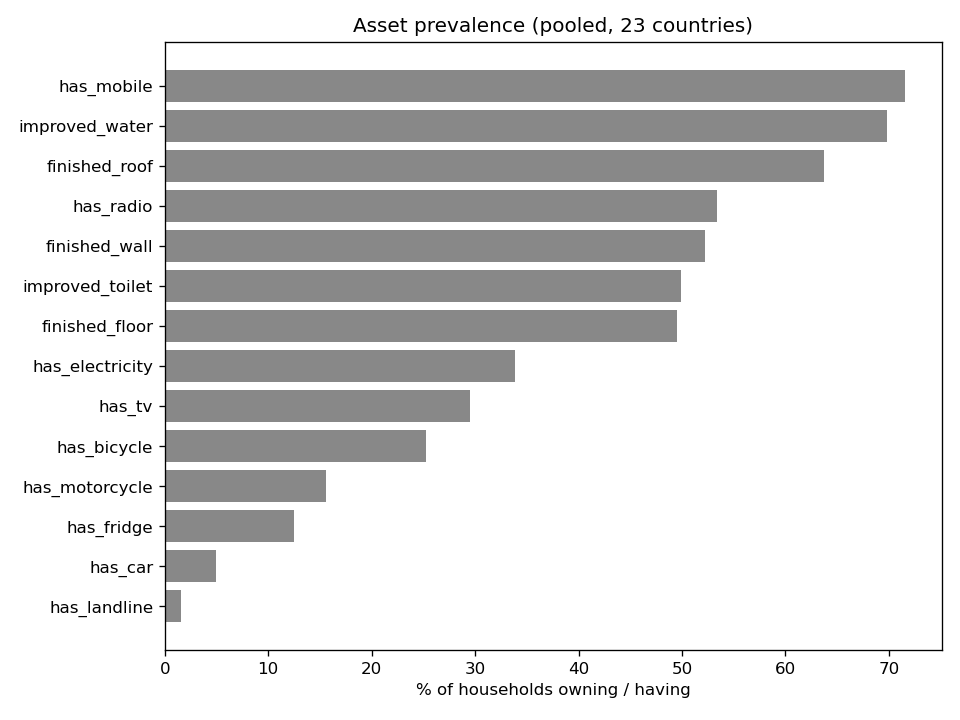 Asset prevalence (pooled, 23 countries)
has_mobile
improved_water
finished_roof
has_radio
finished_wall
improved_toilet
finished_floor
has_electricity
has_tv
has_bicycle
has_motorcycle
has_fridge
has_car
has_landline
0 10 20 30 40 50 60 70
% of households owning / having